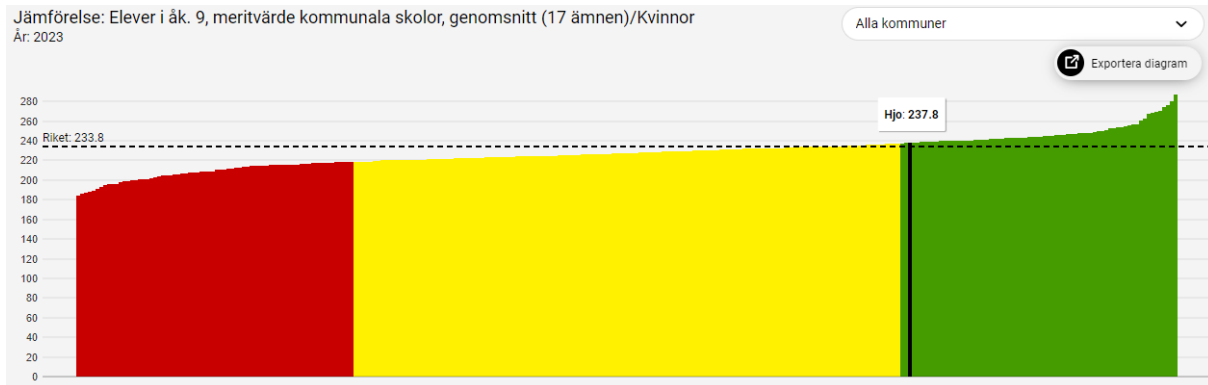 Jämförelse: Elever i åk. 9, meritvärde kommunala skolor, genomsnitt (17 ämnen)/Kvinnor
År: 2023
Alla kommuner
Exportera diagram
280
260
240
220
200
180
160
140
120
100
80
60
40
20
0
Riket: 233.8
Hjo: 237.8